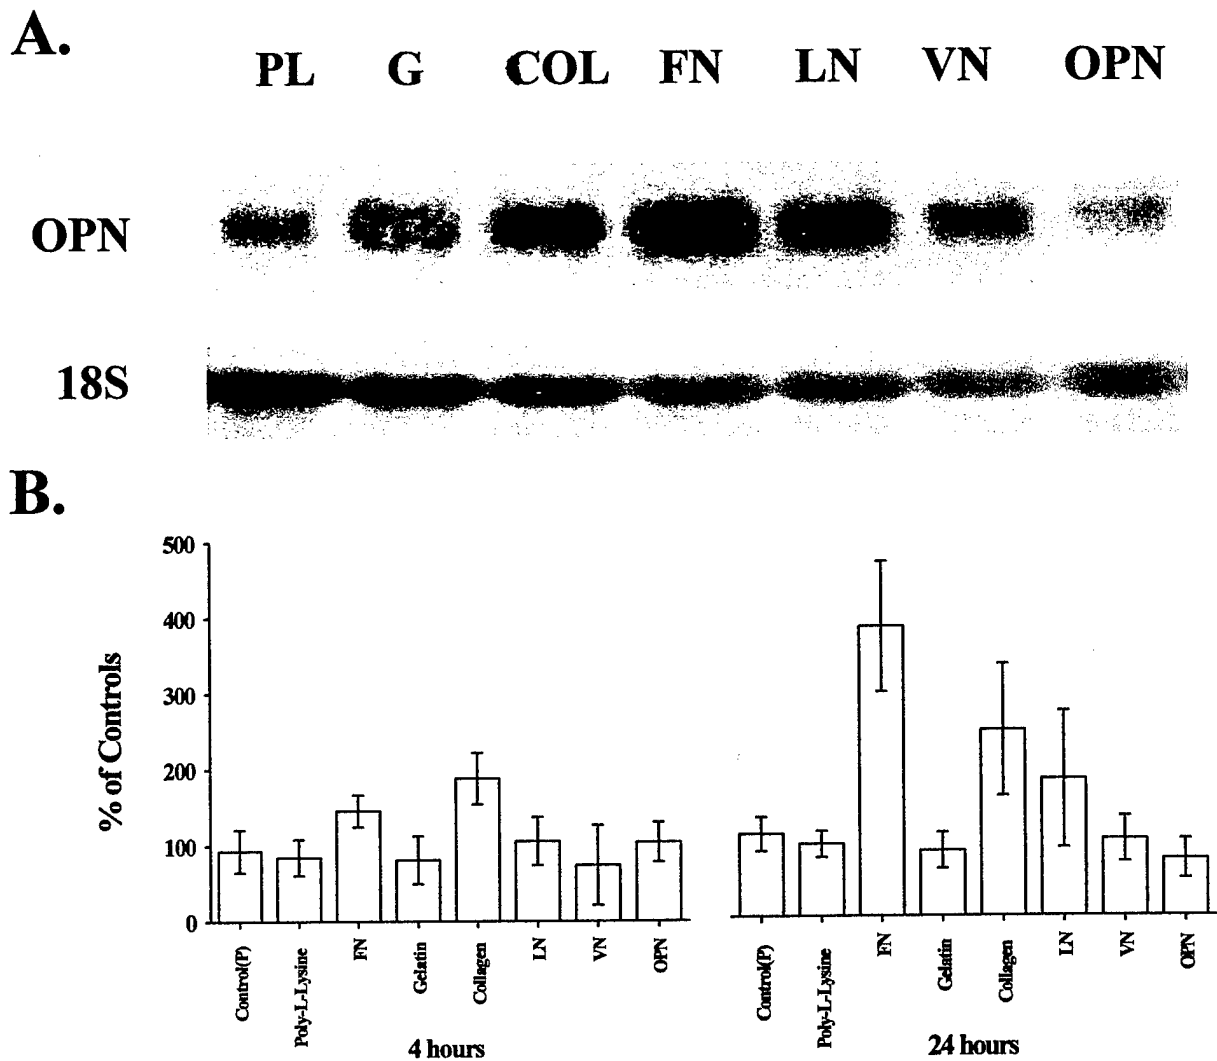 A.
PL G COL FN LN VN OPN
OPN
18S
B.
500
400
300
200
100
0
% of Controls
Control(P) Poly-L-Lysine FN Gelatin Collagen LN VN OPN
4 hours
Control(P) Poly-L-Lysine FN Gelatin Collagen LN VN OPN
24 hours